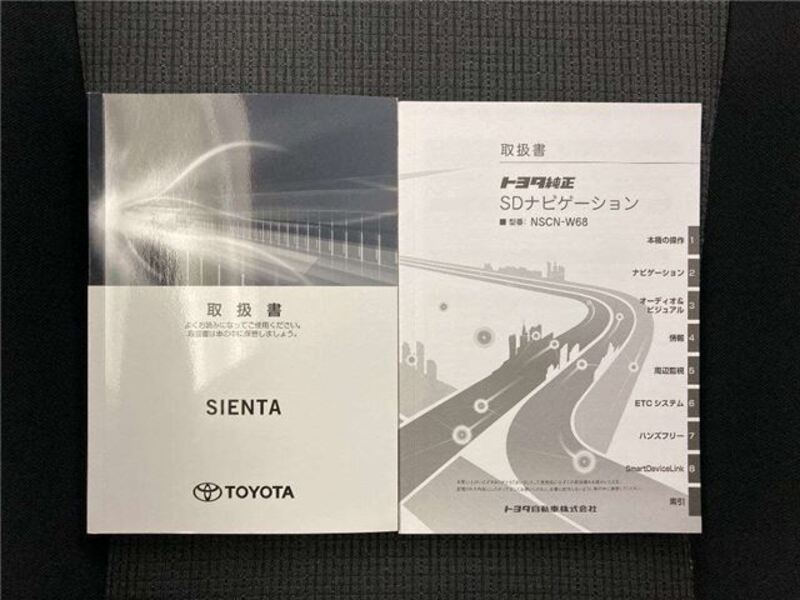 取扱書
よくお読みになってご使用ください。
取扱書は車の中に保管しましょう。
SIENTA
TOYOTA
取扱書
トヨタ純正
SDナビゲーション
■ 型番: NSCN-W68
本機の操作 1
ナビゲーション 2
オーディオ&
ビジュアル 3
情報 4
周辺監視 5
ETCシステム 6
ハンズフリー 7
SmartDeviceLink 8
索引
トヨタ自動車株式会社